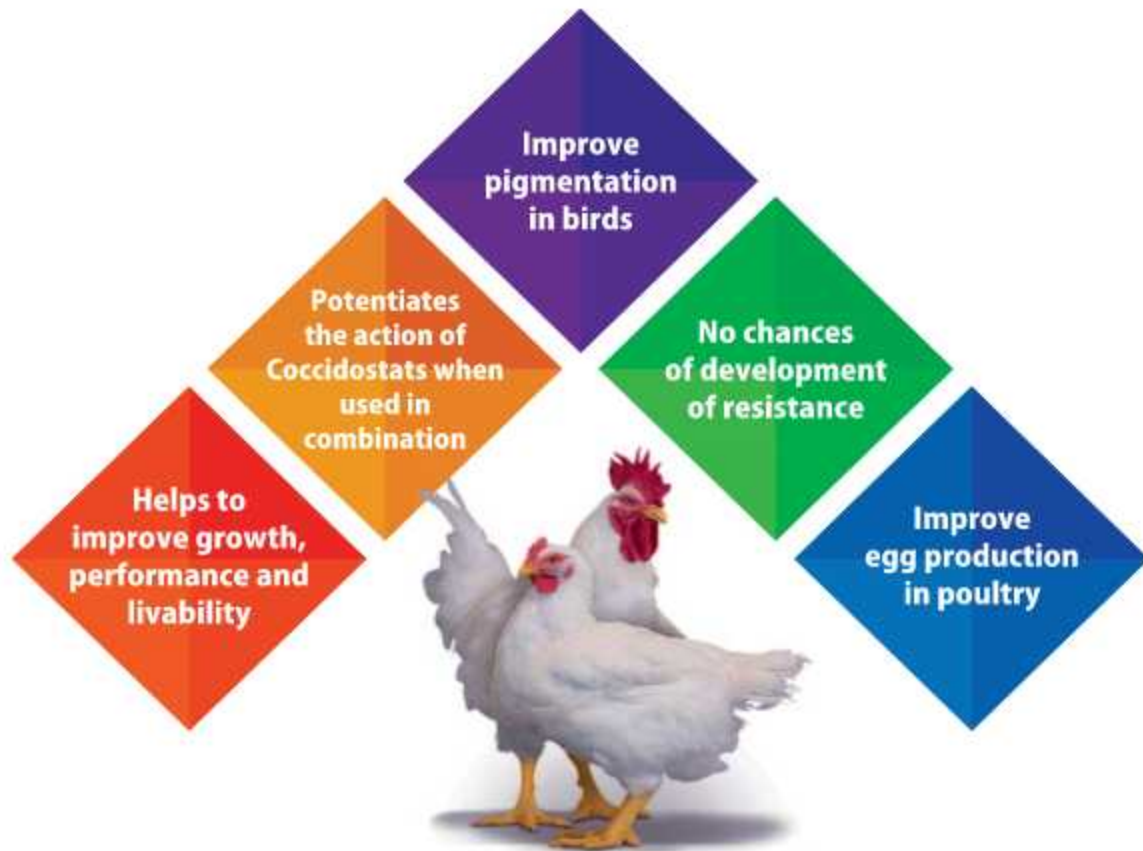 Improve
pigmentation
in birds
Potentiates
the action of
Coccidostats when
used in
combination
No chances
of development
of resistance
Helps to
improve growth,
performance and
livability
Improve
egg production
in poultry